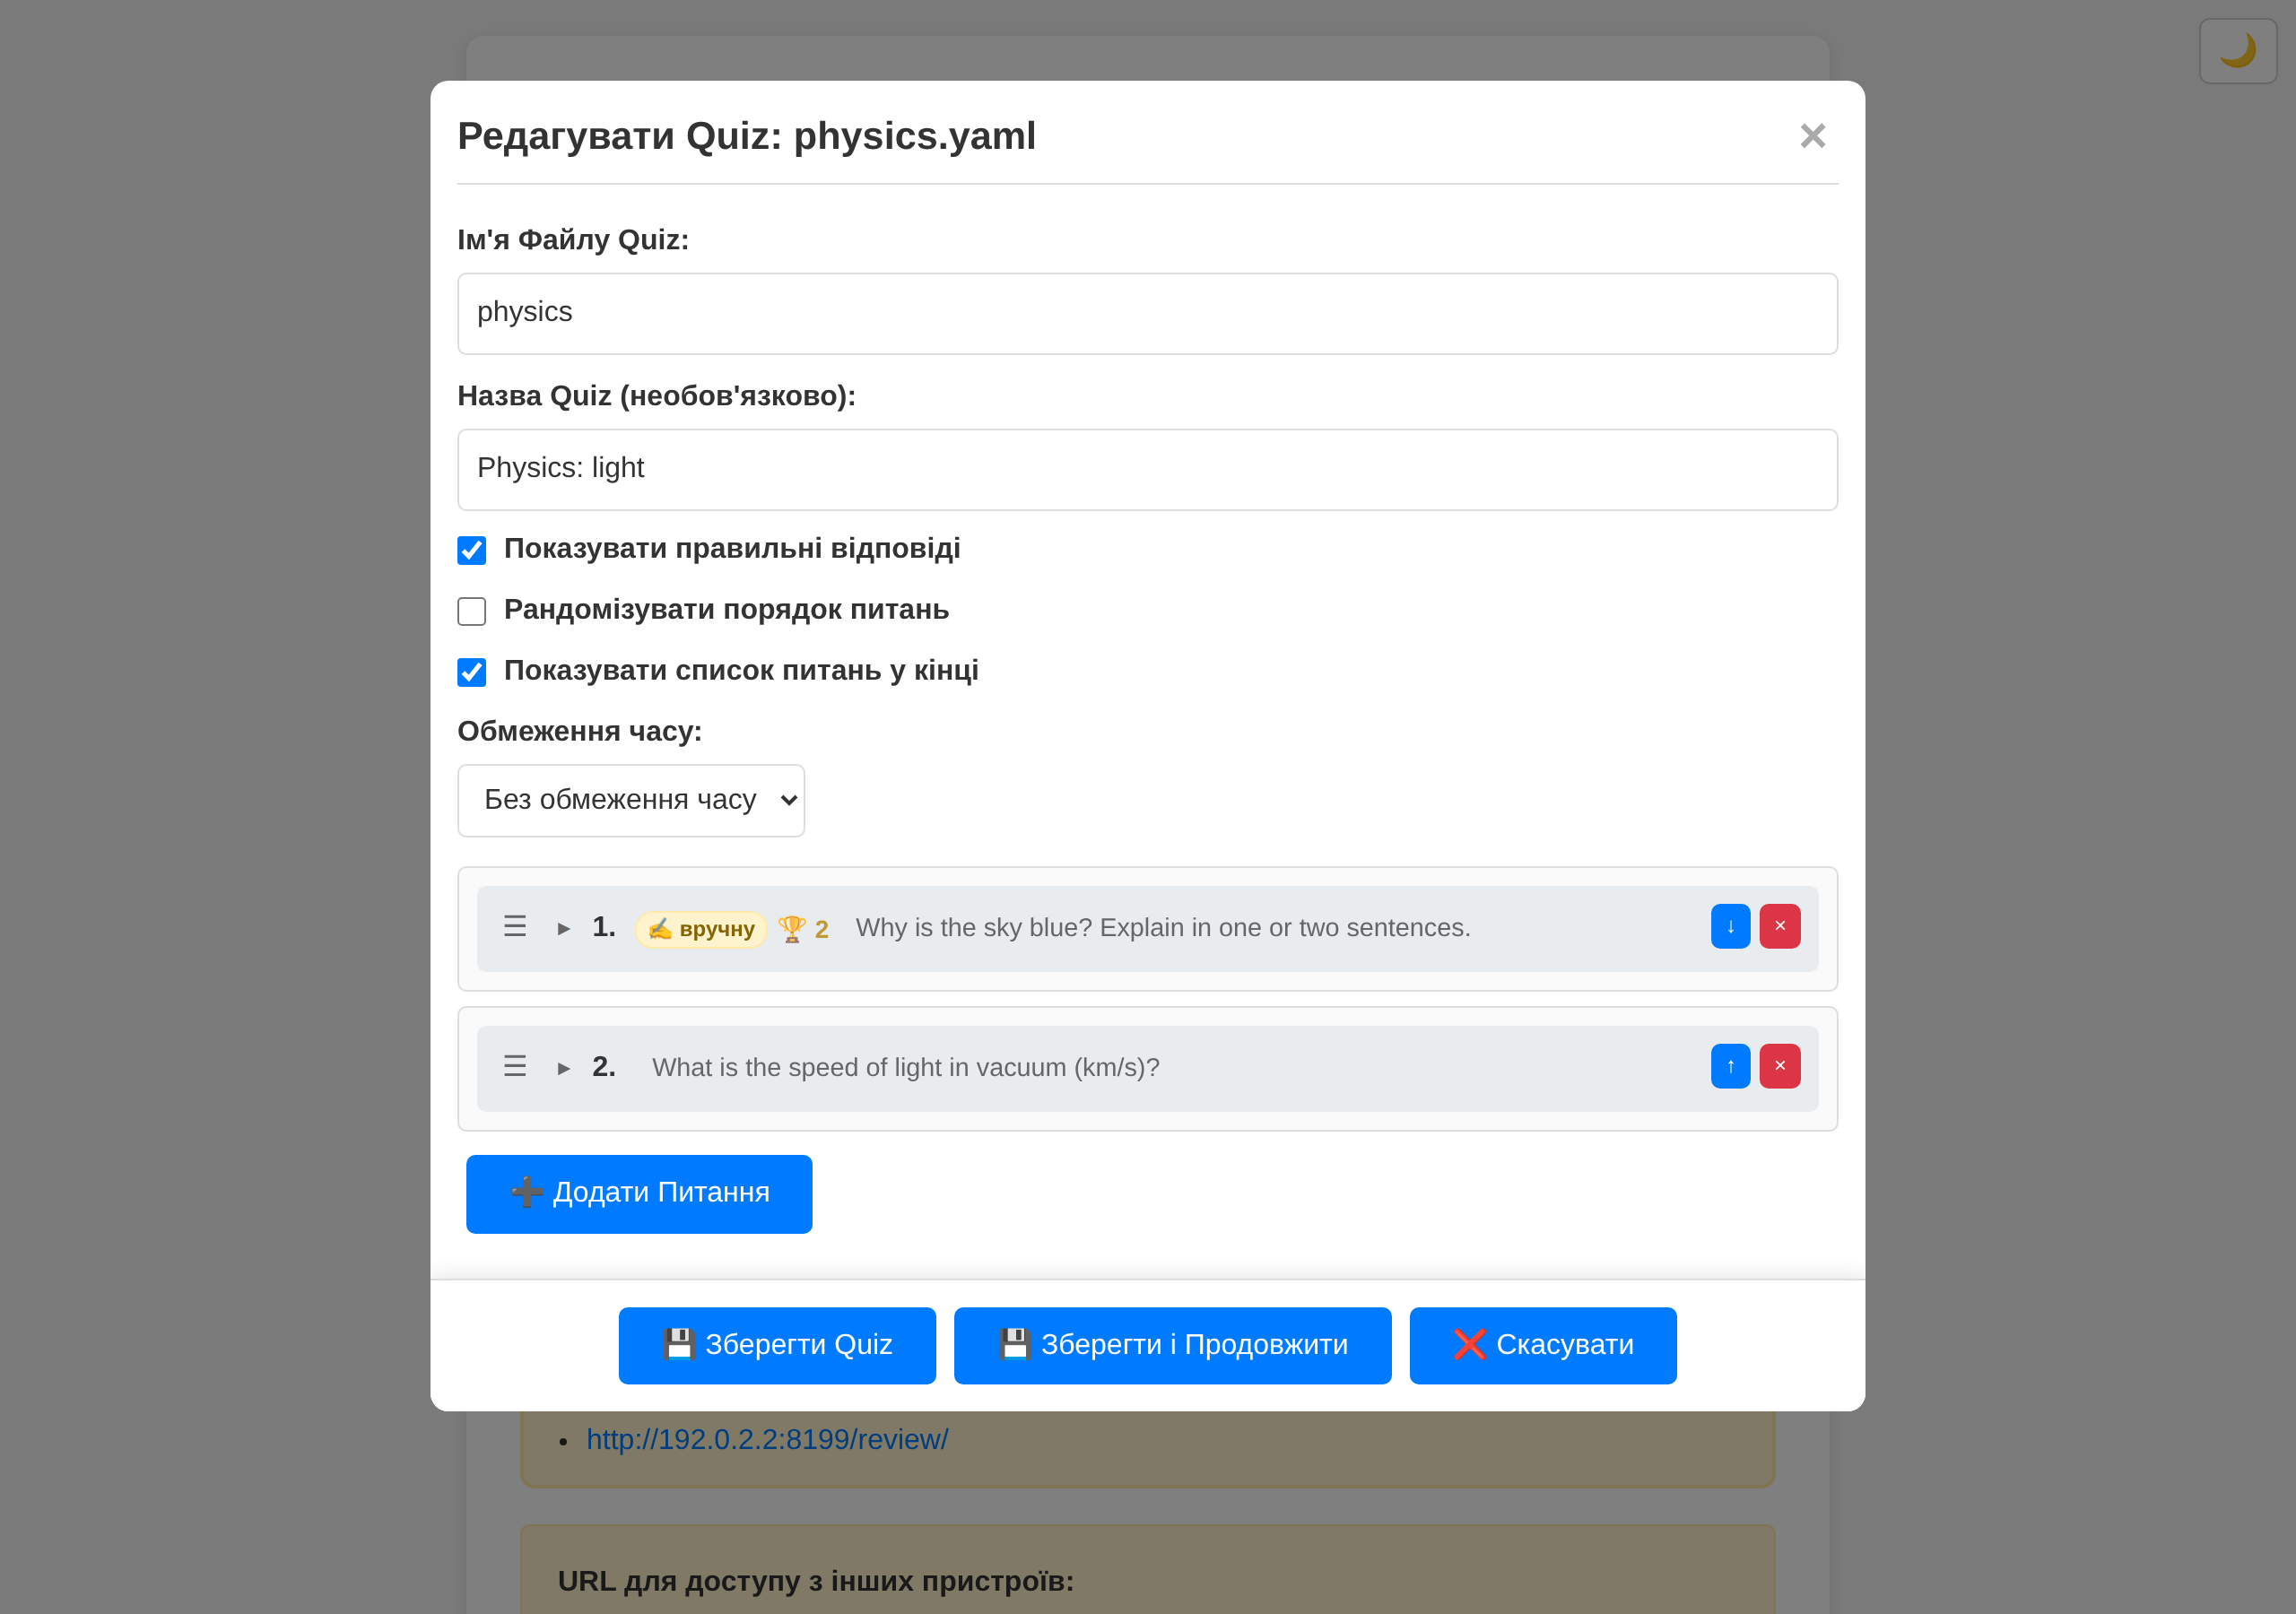 Редагувати Quiz: physics.yaml
Ім'я Файлу Quiz:
physics
Назва Quiz (необов'язково):
Physics: light
Показувати правильні відповіді
Рандомізувати порядок питань
Показувати список питань у кінці
Обмеження часу:
Без обмеження часу
1. ✍️ вручну 🏆 2 Why is the sky blue? Explain in one or two sentences.
2. What is the speed of light in vacuum (km/s)?
➕ Додати Питання
💾 Зберегти Quiz 💾 Зберегти і Продовжити ❌ Скасувати
• http://192.0.2.2:8199/review/
URL для доступу з інших пристроїв: